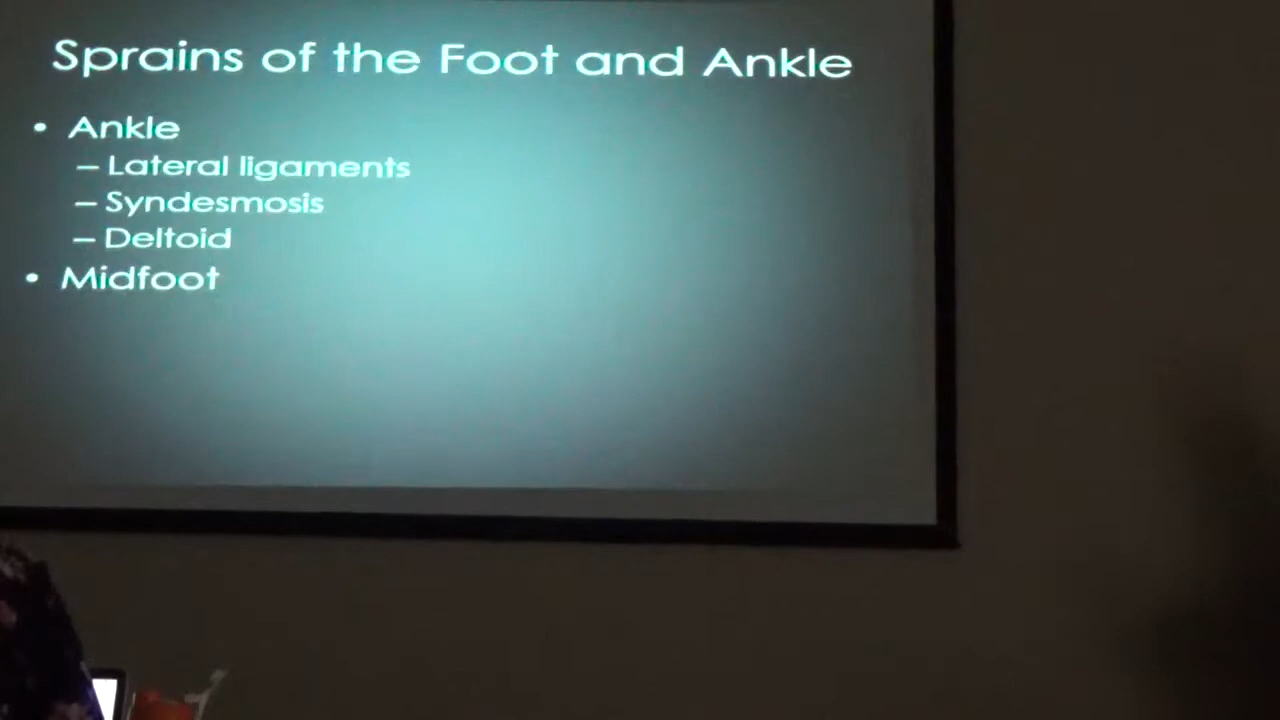 Sprains of the Foot and Ankle
• Ankle
– Lateral ligaments
– Syndesmosis
– Deltoid
• Midfoot